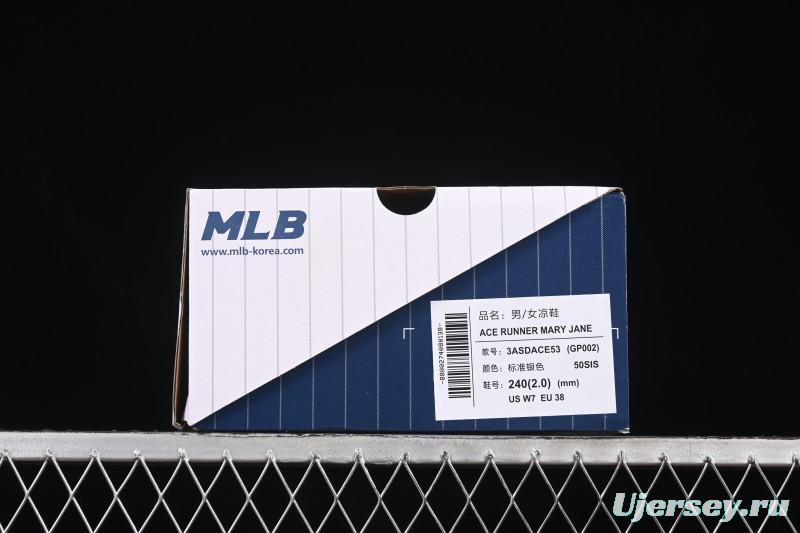 MLB
www.mlb-korea.com
品名：男/女凉鞋
ACE RUNNER MARY JANE
款号：3ASDACE53 (GP002)
颜色：标准银色 50SIS
鞋号：240(2.0) (mm)
US W7 EU 38
Ujersey.ru